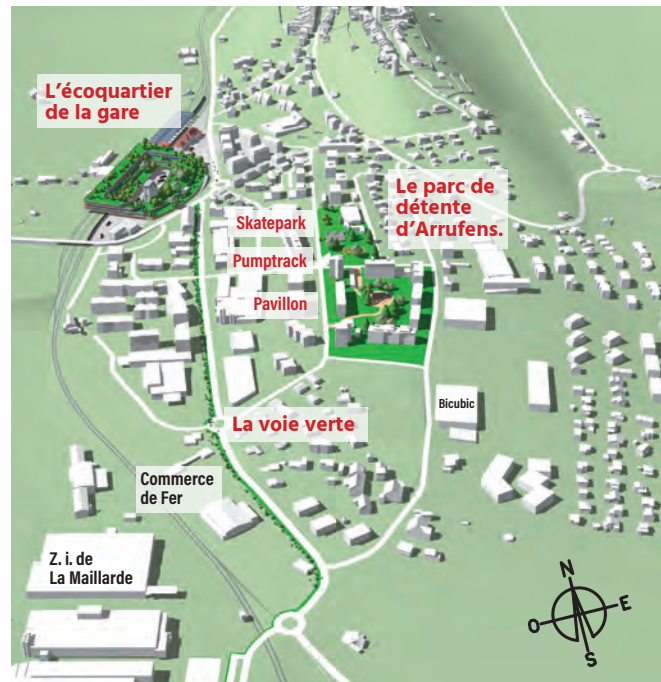 L'écoquartier
de la gare
Le parc de
détente
d'Arrufens.
Skatepark
Pumptrack
Pavillon
Bicubic
La voie verte
Commerce
de Fer
Z. i. de
La Maillarde
N
O
E
S